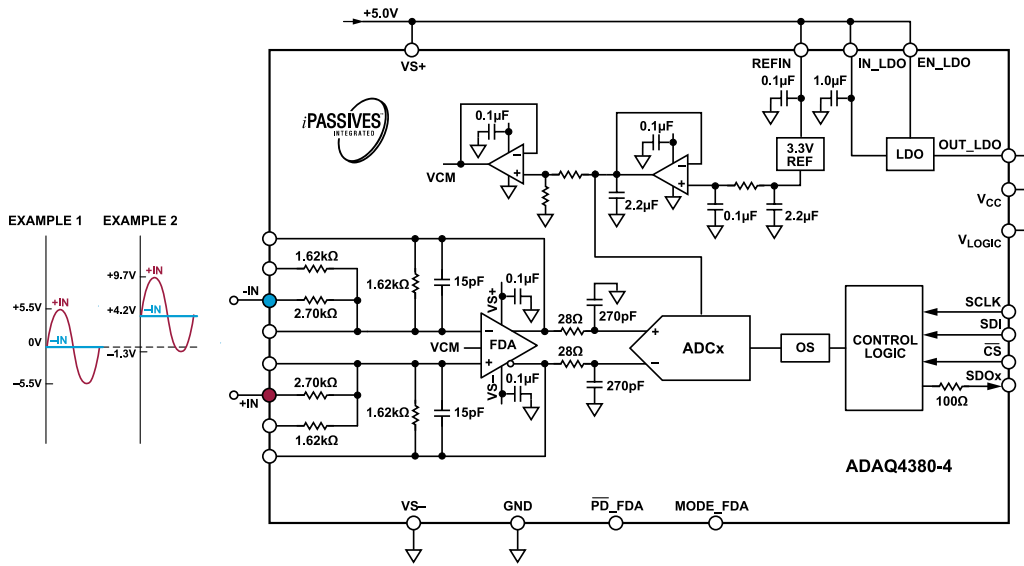 +5.0V
VS+
REFIN
IN_LDO
EN_LDO
0.1µF
1.0µF
iPASSIVES
INTEGRATED
0.1µF
0.1µF
3.3V
REF
LDO
OUT_LDO
VCM
−
+
−
+
2.2µF
0.1µF
2.2µF
VCC
VLOGIC
EXAMPLE 1
EXAMPLE 2
+9.7V
+IN
+5.5V
+IN
+4.2V
−IN
0V
−IN
−1.3V
−5.5V
1.62kΩ
-IN
2.70kΩ
1.62kΩ
15pF
VS+
0.1µF
28Ω
270pF
−
+
FDA
VCM
+
28Ω
−
ADCx
OS
CONTROL
LOGIC
SCLK
SDI
CS
SDOx
100Ω
VS−
0.1µF
270pF
+IN
2.70kΩ
1.62kΩ
15pF
1.62kΩ
ADAQ4380-4
VS−
GND
PD_FDA
MODE_FDA